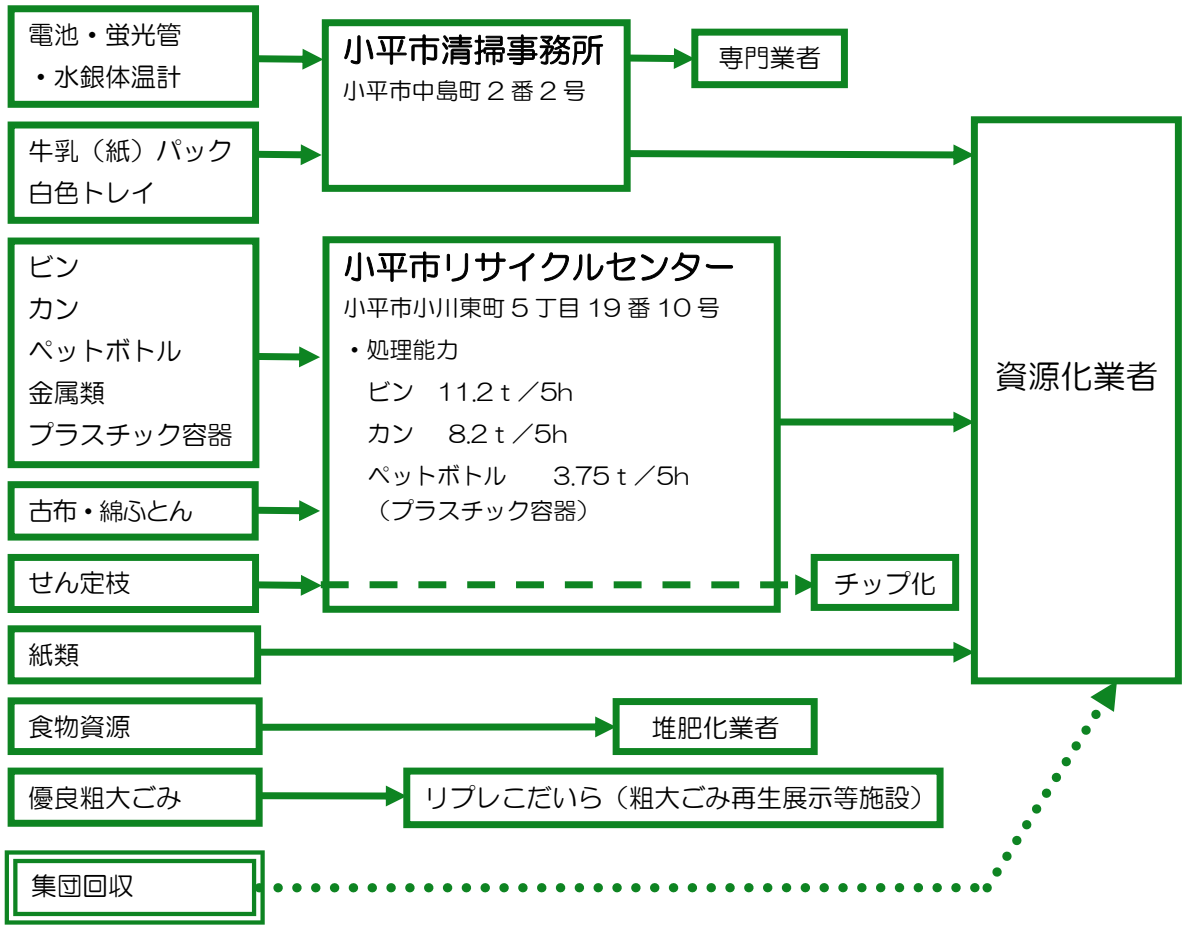 電池・蛍光管
・水銀体温計
小平市清掃事務所
小平市中島町２番２号
専門業者
牛乳（紙）パック
白色トレイ
ビン
カン
ペットボトル
金属類
プラスチック容器
小平市リサイクルセンター
小平市小川東町５丁目19番10号
・処理能力
ビン　11.2ｔ／5h
カン　8.2ｔ／5h
ペットボトル　3.75ｔ／5h
（プラスチック容器）
資源化業者
古布・綿ふとん
せん定枝
チップ化
紙類
食物資源
堆肥化業者
優良粗大ごみ
リプレこだいら（粗大ごみ再生展示等施設）
集団回収